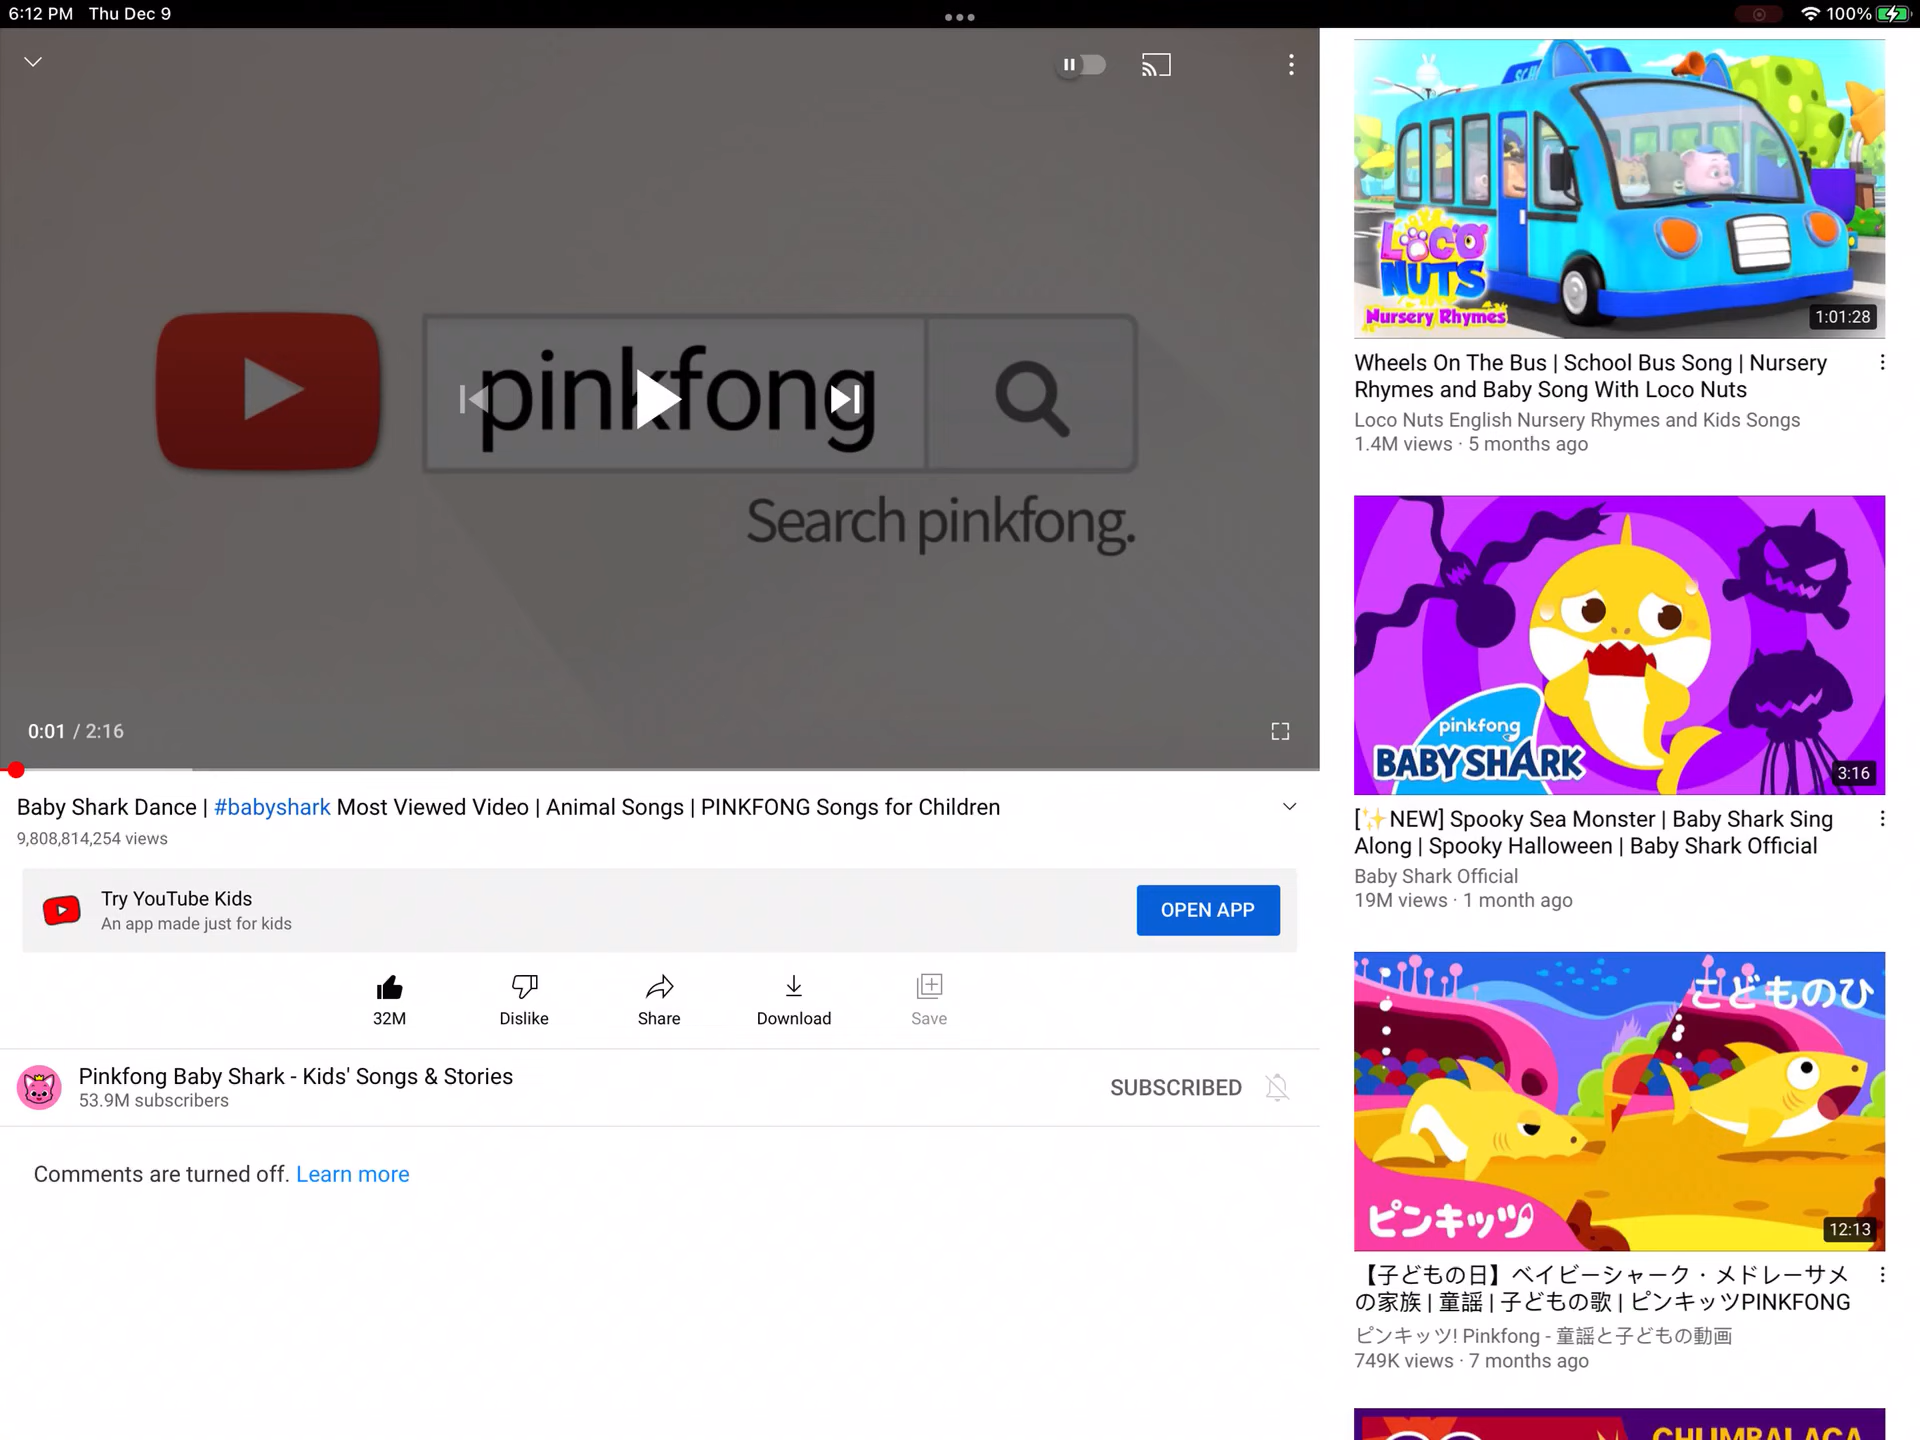 6:12 PM Thu Dec 9
100%
pinkfong
Search pinkfong.
0:01 / 2:16
Baby Shark Dance | #babyshark Most Viewed Video | Animal Songs | PINKFONG Songs for Children
9,808,814,254 views
Try YouTube Kids
An app made just for kids
OPEN APP
32M
Dislike
Share
Download
Save
Pinkfong Baby Shark - Kids' Songs & Stories
53.9M subscribers
SUBSCRIBED
Comments are turned off. Learn more
LOCO
NUTS
Nursery Rhymes
1:01:28
Wheels On The Bus | School Bus Song | Nursery
Rhymes and Baby Song With Loco Nuts
Loco Nuts English Nursery Rhymes and Kids Songs
1.4M views · 5 months ago
pinkfong
BABY SHARK
3:16
[✨NEW] Spooky Sea Monster | Baby Shark Sing
Along | Spooky Halloween | Baby Shark Official
Baby Shark Official
19M views · 1 month ago
こどものひ
ピンキッツ
12:13
【子どもの日】ベイビーシャーク・メドレーサメ
の家族 | 童謡 | 子どもの歌 | ピンキッツPINKFONG
ピンキッツ! Pinkfong - 童謡と子どもの動画
749K views · 7 months ago